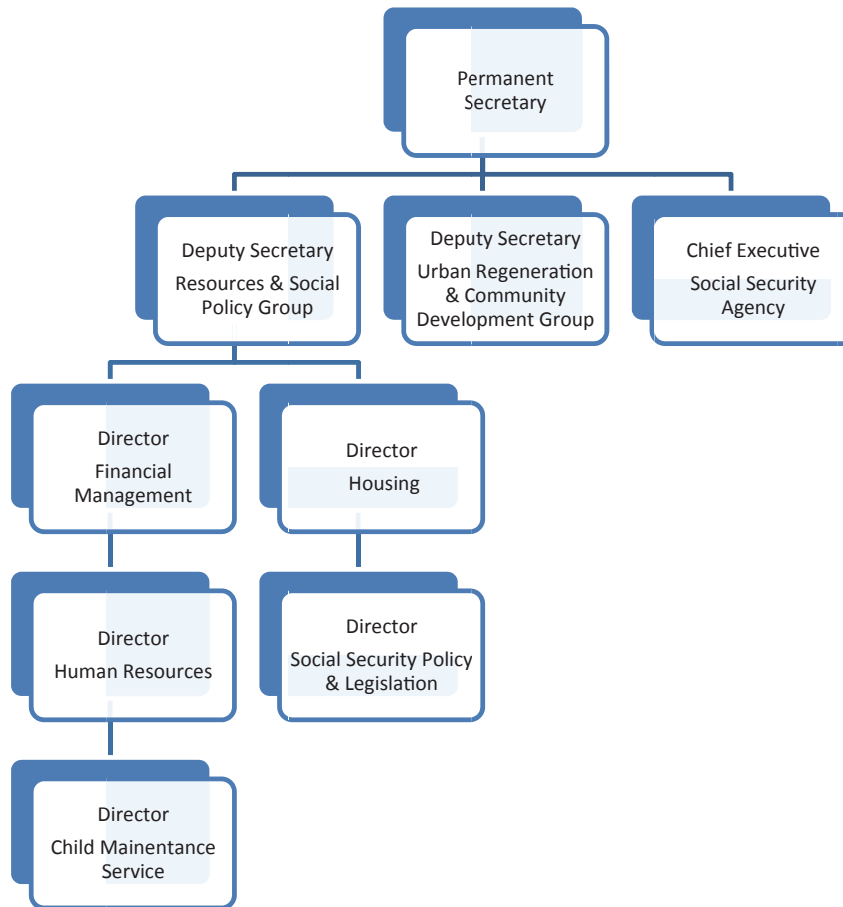 Permanent
Secretary
Deputy Secretary
Resources & Social
Policy Group
Deputy Secretary
Urban Regeneration
& Community
Development Group
Chief Executive
Social Security
Agency
Director
Financial
Management
Director
Housing
Director
Human Resources
Director
Social Security Policy
& Legislation
Director
Child Mainentance
Service